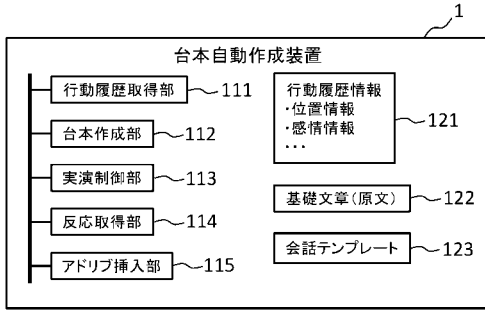 1
台本自動作成装置
行動履歴取得部 111
台本作成部 112
実演制御部 113
反応取得部 114
アドリブ挿入部 115
行動履歴情報
・位置情報
・感情情報
・・・
121
基礎文章(原文) 122
会話テンプレート 123